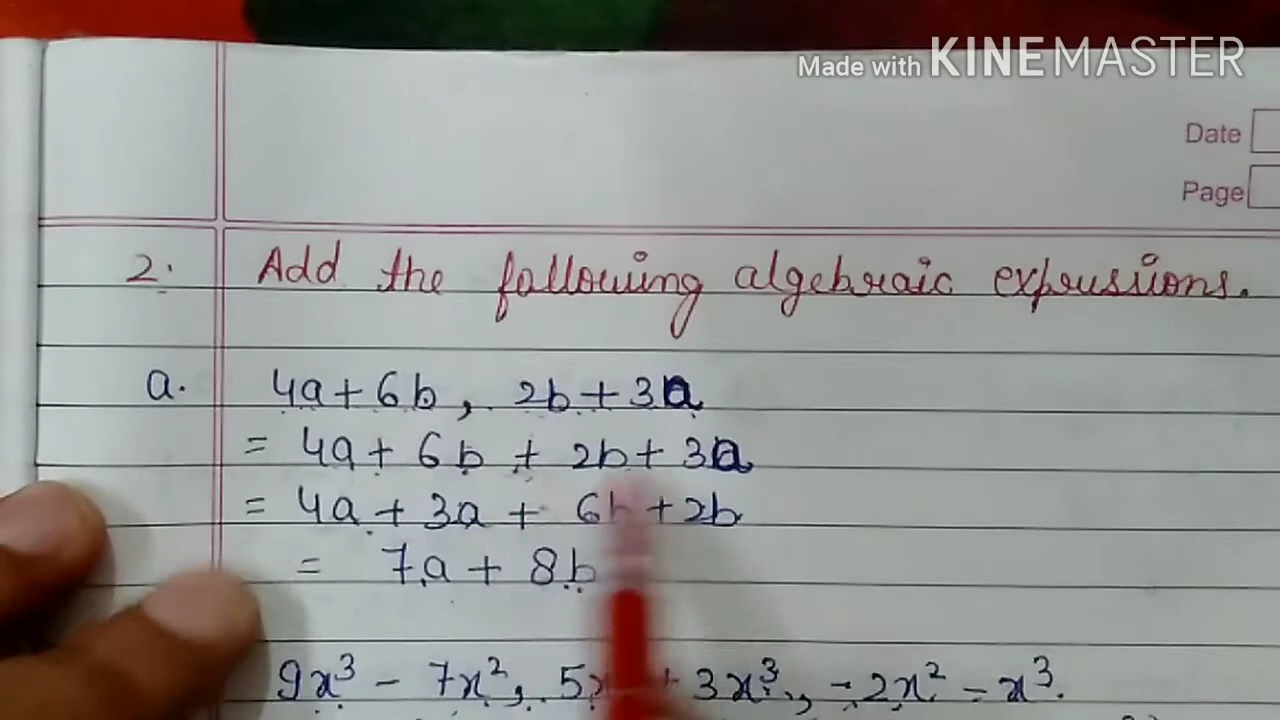 Made with KINEMASTER
Date
Page
2. Add the following algebraic expressions.
a. 4a + 6b, 2b + 3a
= 4a + 6b + 2b + 3a
= 4a + 3a + 6b + 2b
= 7a + 8b
9x³ - 7x², + 3x³, -2x² - x³.